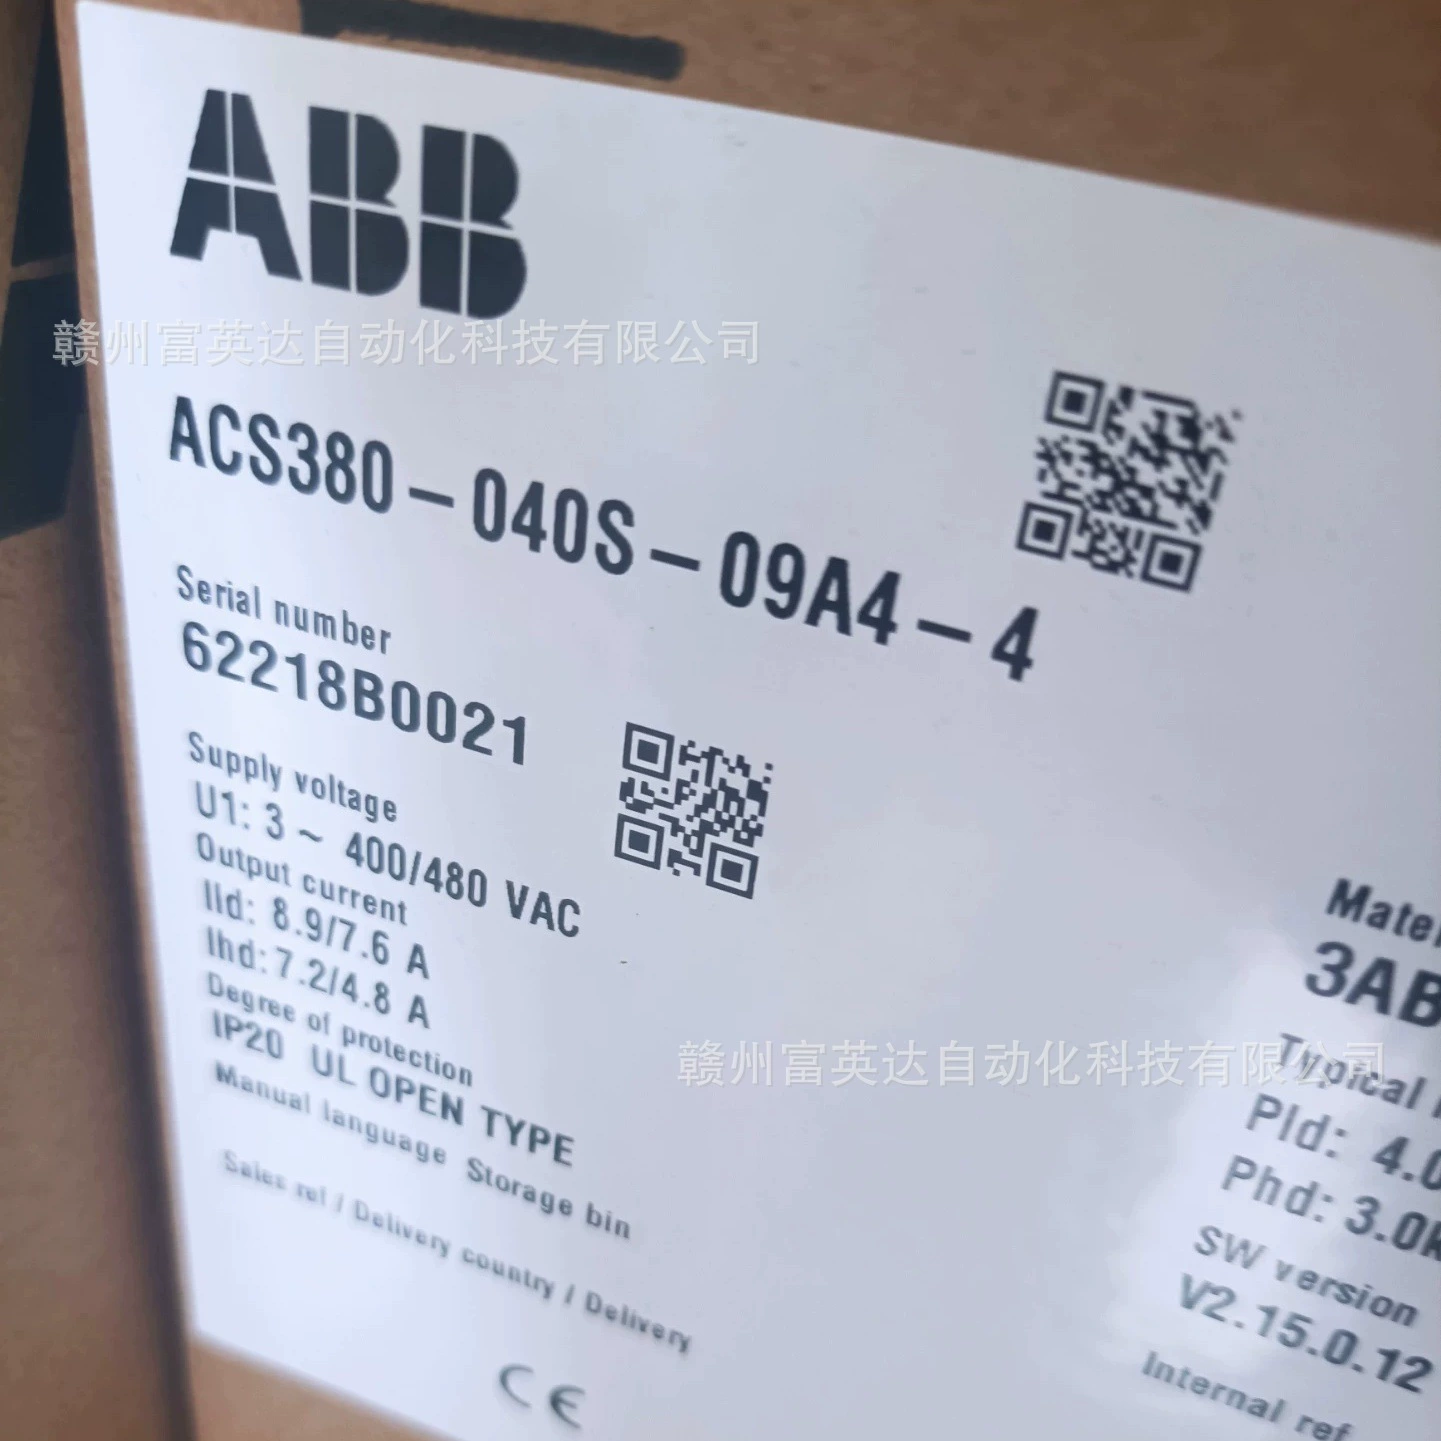 ABB
赣州富英达自动化科技有限公司
ACS380-040S-09A4-4
Serial number
62218B0021
Supply voltage
U1: 3 ~ 400/480 VAC
Output current
Ild: 8.9/7.6 A
Ihd: 7.2/4.8 A
Degree of protection
IP20 UL OPEN TYPE
Manual language Storage bin
Sales ref / Delivery country / Delivery
CE
赣州富英达自动化科技有限公司
3AB
Typical
Pld: 4.0
Phd: 3.0k
SW version
V2.15.0.12
Internal ref